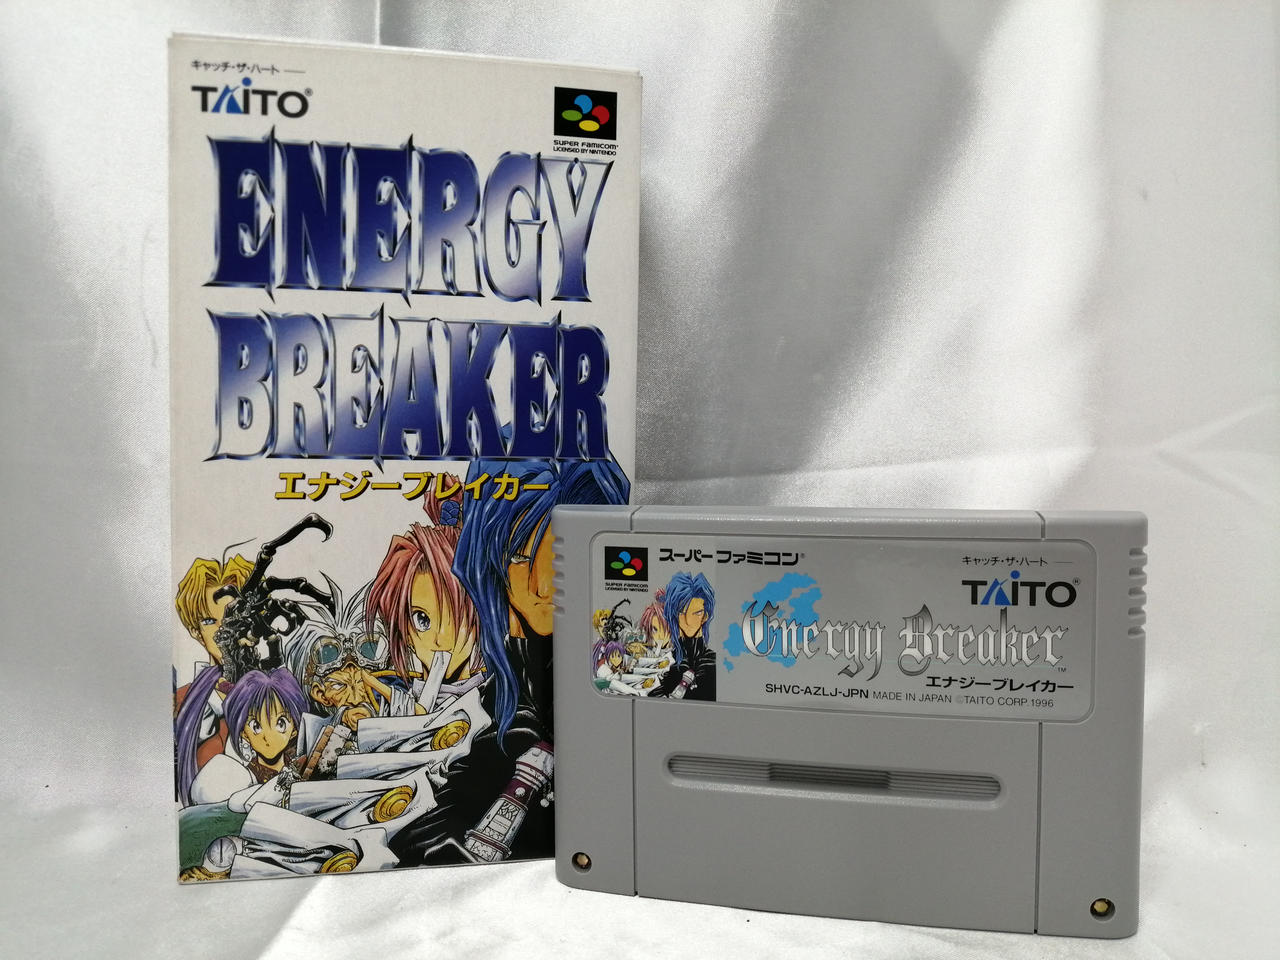 キャッチ・ザ・ハート
TAiTO®
SUPER FAMICOM®
LICENSED BY NINTENDO
ENERGY
BREAKER
エナジーブレイカー
スーパーファミコン®
SUPER FAMICOM
LICENSED BY NINTENDO
キャッチ・ザ・ハート
TAiTO®
Energy Breaker™
エナジーブレイカー
SHVC-AZLJ-JPN MADE IN JAPAN ©TAITO CORP.1996